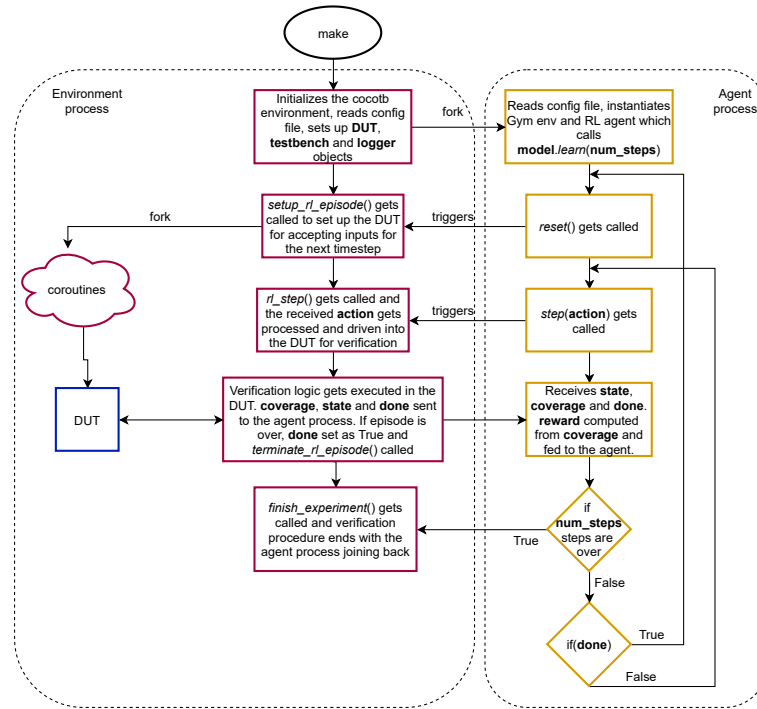 make
Environment
process
Initializes the cocotb
environment, reads config
file, sets up DUT,
testbench and logger
objects
fork
Reads config file, instantiates
Gym env and RL agent which
calls
model.learn(num_steps)
Agent
process
fork
setup_rl_episode() gets
called to set up the DUT
for accepting inputs for
the next timestep
triggers
reset() gets called
coroutines
rl_step() gets called and
the received action gets
processed and driven into
the DUT for verification
triggers
step(action) gets
called
DUT
Verification logic gets executed in the
DUT. coverage, state and done sent
to the agent process. If episode is
over, done set as True and
terminate_rl_episode() called
Receives state,
coverage and done.
reward computed
from coverage and
fed to the agent.
finish_experiment() gets
called and verification
procedure ends with the
agent process joining back
True
if
num_steps
steps are
over
False
if(done)
True
False